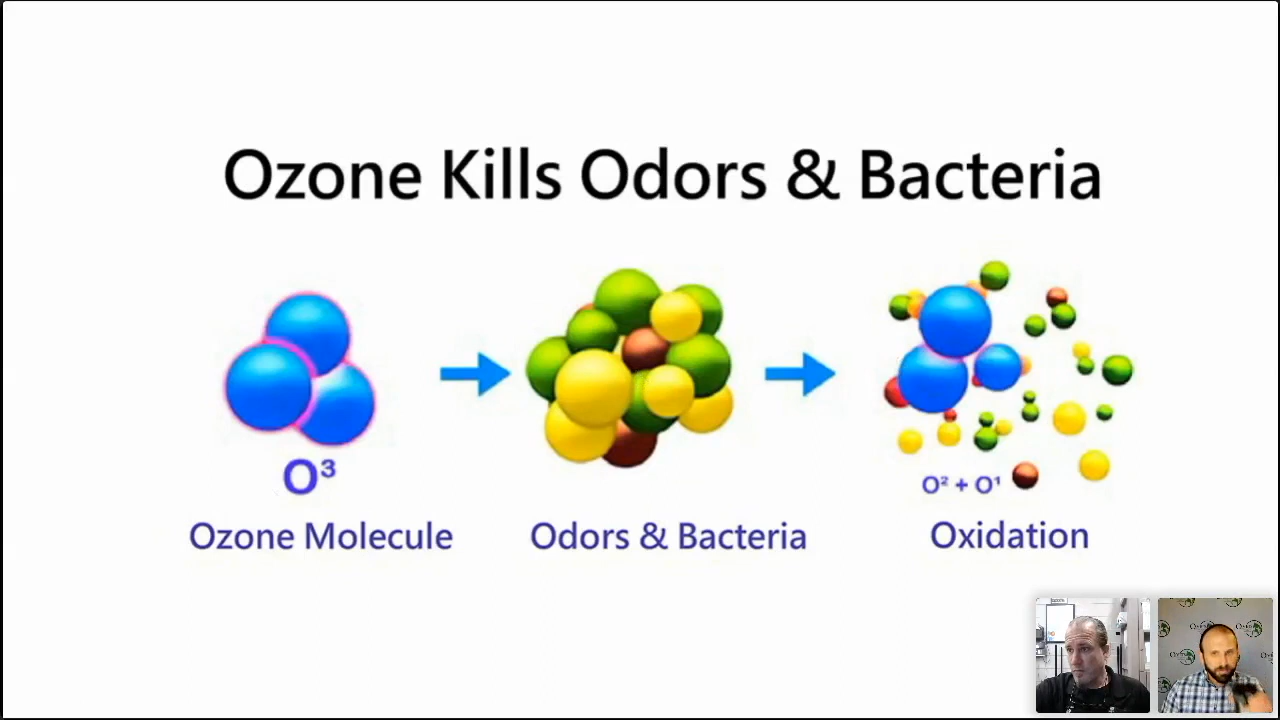 Ozone Kills Odors & Bacteria
O³
O² + O¹
Ozone Molecule
Odors & Bacteria
Oxidation